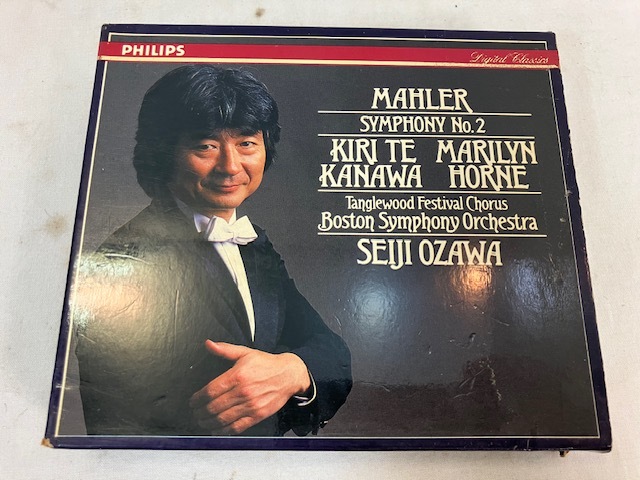 PHILIPS
Digital Classics
MAHLER
SYMPHONY No. 2
KIRI TE KANAWA
MARILYN HORNE
Tanglewood Festival Chorus
Boston Symphony Orchestra
SEIJI OZAWA